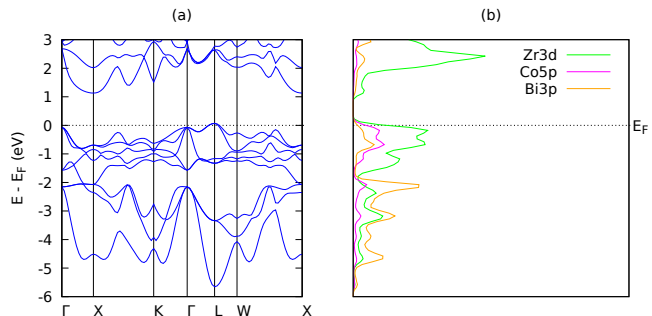 (a)
(b)
E - E_F (eV)
3
2
1
0
-1
-2
-3
-4
-5
-6
Γ X K Γ L W X
Zr3d
Co5p
Bi3p
E_F